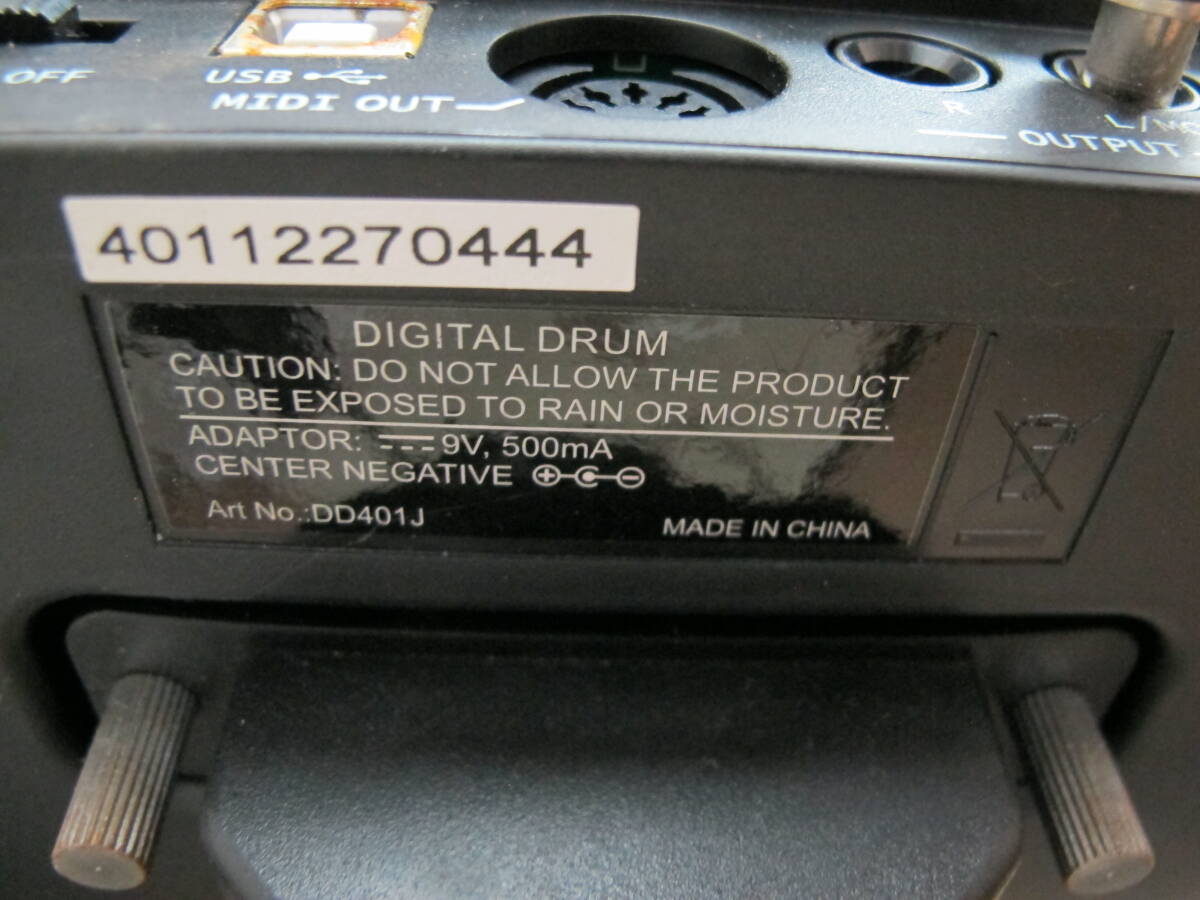 OFF
USB
MIDI OUT
R
OUTPUT
40112270444
DIGITAL DRUM
CAUTION: DO NOT ALLOW THE PRODUCT
TO BE EXPOSED TO RAIN OR MOISTURE.
ADAPTOR: 9V, 500mA
CENTER NEGATIVE
Art No.:DD401J
MADE IN CHINA